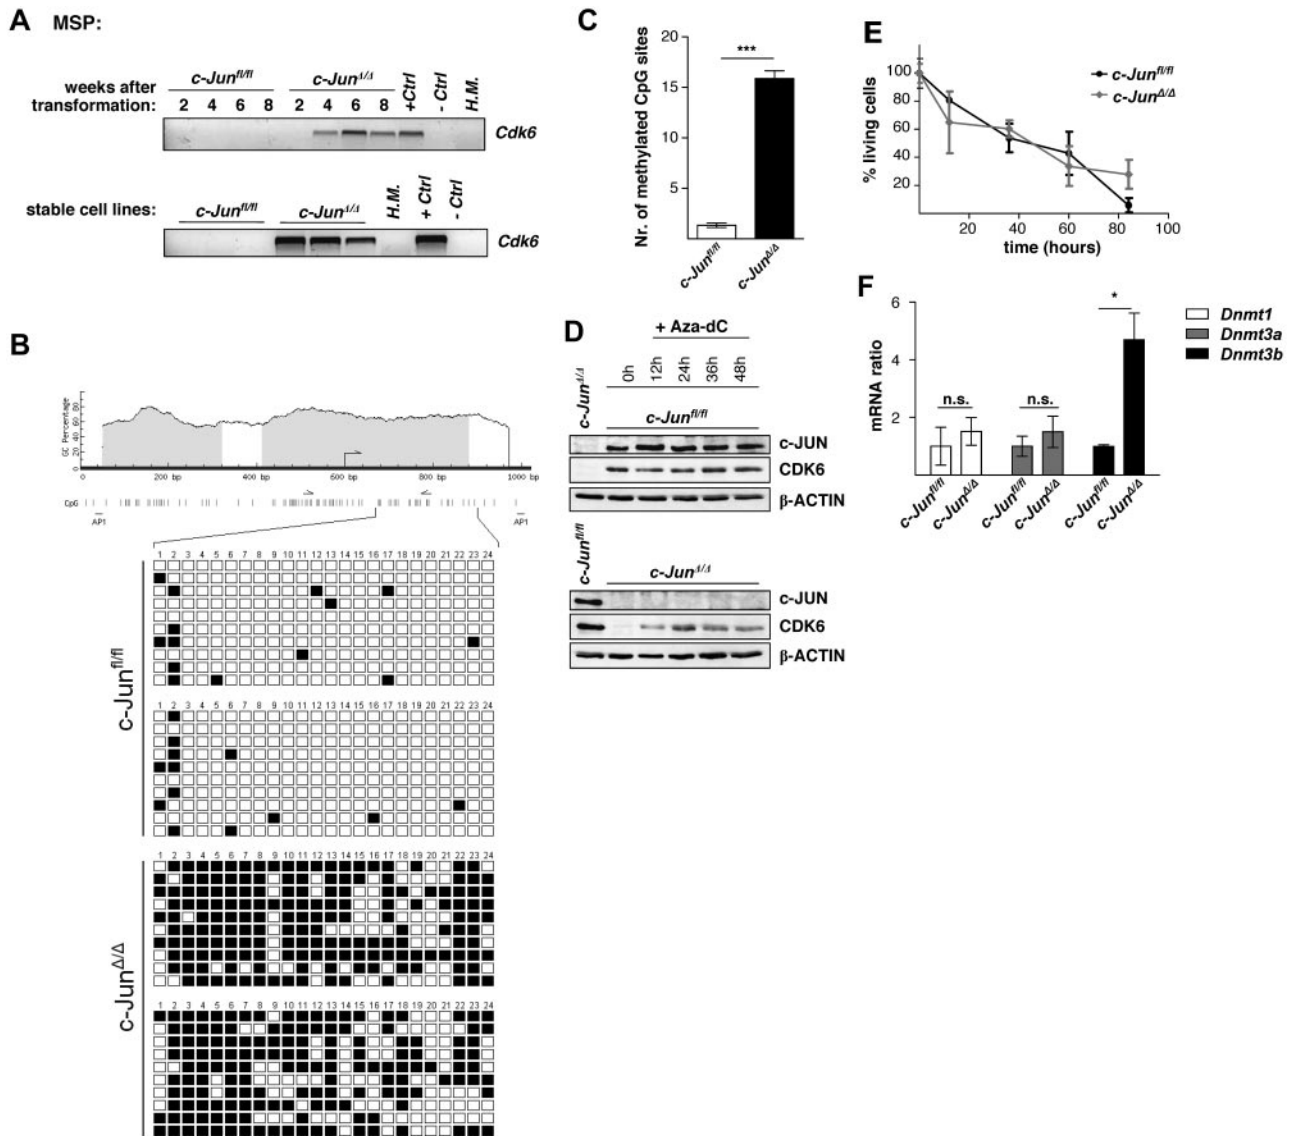 A MSP:
weeks after transformation:
c-Jun^fl/fl c-Jun^Δ/Δ +Ctrl - Ctrl H.M.
2 4 6 8 2 4 6 8
Cdk6
stable cell lines: c-Jun^fl/fl c-Jun^Δ/Δ H.M. + Ctrl - Ctrl
Cdk6
B
GC Percentage
0 20 40 60 80
0 200 bp 400 bp 600 bp 800 bp 1000 bp
CpG
AP1 AP1
c-Jun^fl/fl
1 2 3 4 5 6 7 8 9 10 11 12 13 14 15 16 17 18 19 20 21 22 23 24
1 2 3 4 5 6 7 8 9 10 11 12 13 14 15 16 17 18 19 20 21 22 23 24
c-Jun^Δ/Δ
1 2 3 4 5 6 7 8 9 10 11 12 13 14 15 16 17 18 19 20 21 22 23 24
1 2 3 4 5 6 7 8 9 10 11 12 13 14 15 16 17 18 19 20 21 22 23 24
C
Nr. of methylated CpG sites
20
15
10
5
***
c-Jun^fl/fl c-Jun^Δ/Δ
D
+ Aza-dC
c-Jun^Δ/Δ 0h 12h 24h 36h 48h
c-Jun^fl/fl
c-JUN
CDK6
β-ACTIN
c-Jun^fl/fl c-Jun^Δ/Δ
c-JUN
CDK6
β-ACTIN
E
% living cells
100
80
60
40
20
20 40 60 80 100
time (hours)
c-Jun^fl/fl
c-Jun^Δ/Δ
F
mRNA ratio
6
4
2
n.s. n.s. *
c-Jun^fl/fl c-Jun^Δ/Δ c-Jun^fl/fl c-Jun^Δ/Δ c-Jun^fl/fl c-Jun^Δ/Δ
Dnmt1
Dnmt3a
Dnmt3b